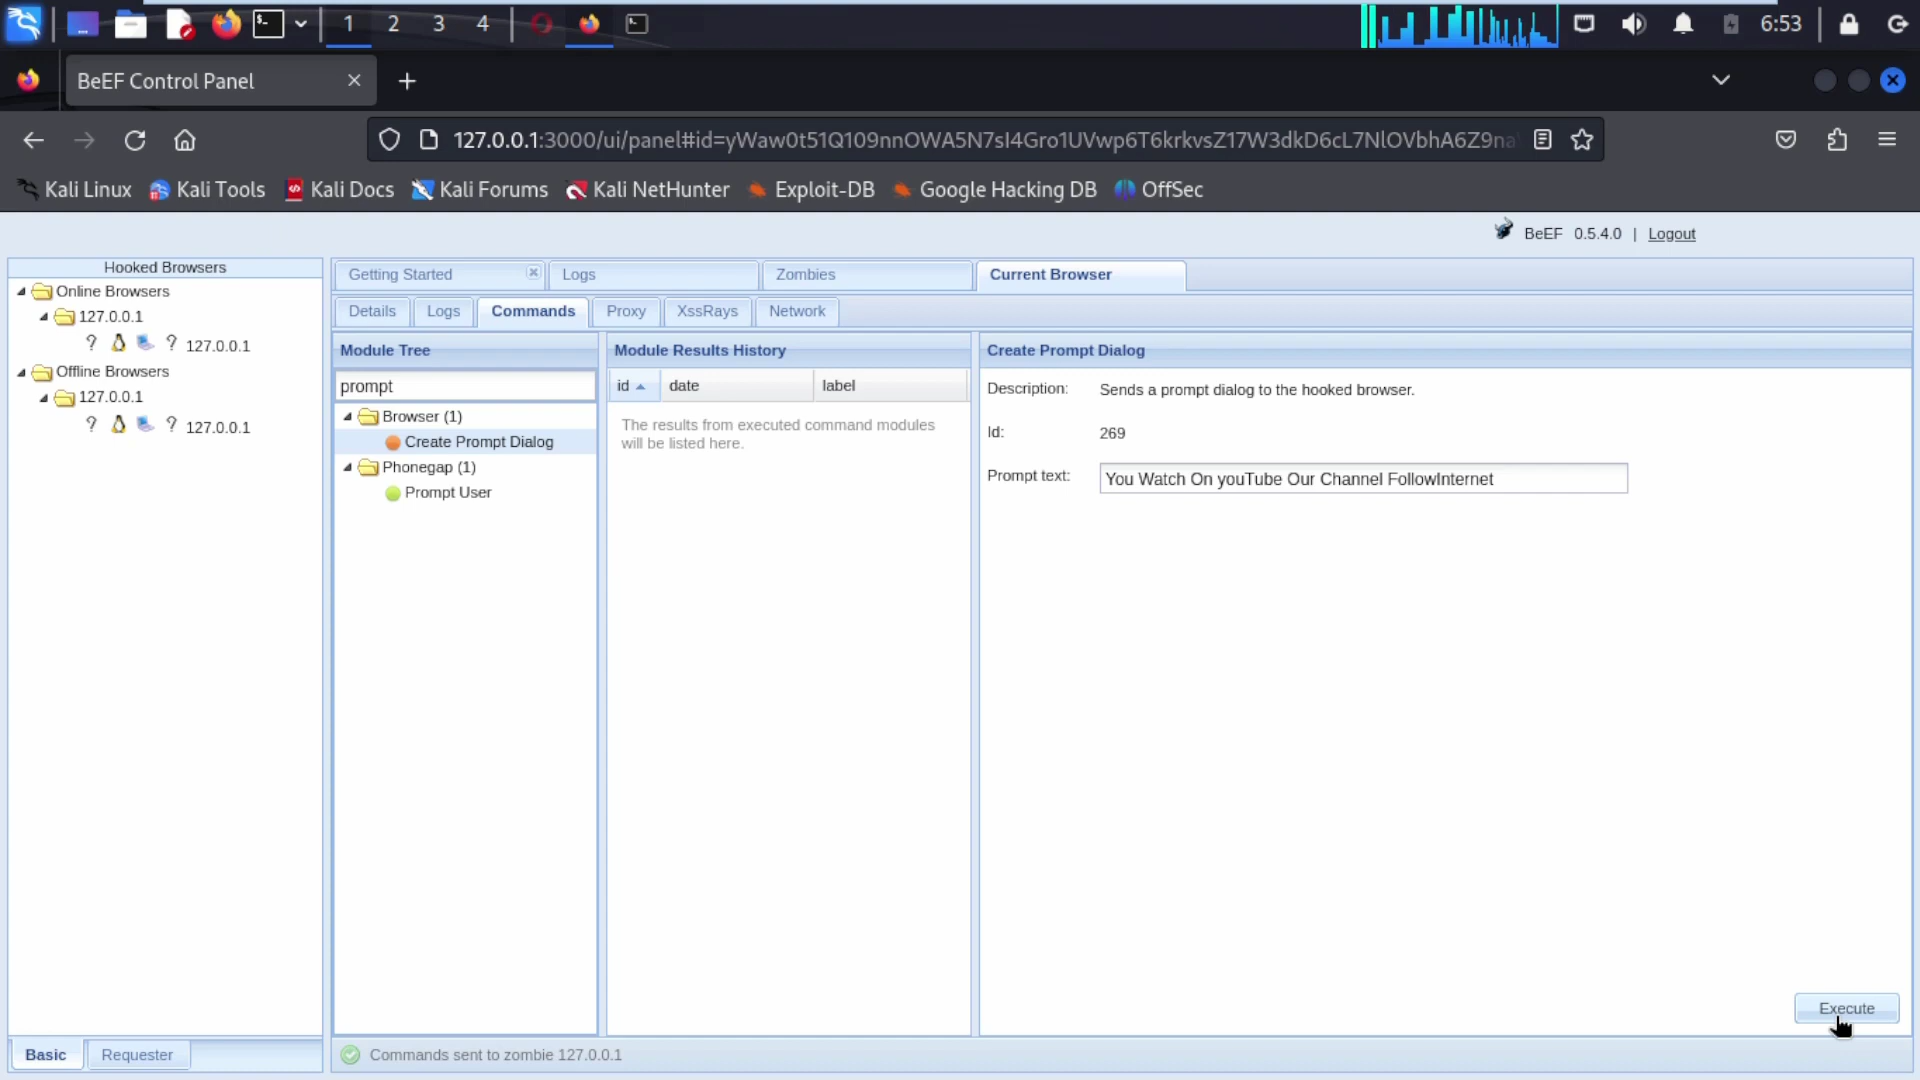 1 2 3 4 6:53
BeEF Control Panel
127.0.0.1:3000/ui/panel#id=yWaw0t51Q109nnOWA5N7sI4Gro1UVwp6T6krkvsZ17W3dkD6cL7NlOVbhA6Z9na
Kali Linux Kali Tools Kali Docs Kali Forums Kali NetHunter Exploit-DB Google Hacking DB OffSec
BeEF 0.5.4.0 | Logout
Hooked Browsers
Online Browsers
127.0.0.1
? ? 127.0.0.1
Offline Browsers
127.0.0.1
? ? 127.0.0.1
Basic Requester
Getting Started Logs Zombies Current Browser
Details Logs Commands Proxy XssRays Network
Module Tree
prompt
Browser (1)
Create Prompt Dialog
Phonegap (1)
Prompt User
Module Results History
id date label
The results from executed command modules
will be listed here.
Create Prompt Dialog
Description: Sends a prompt dialog to the hooked browser.
Id: 269
Prompt text: You Watch On youTube Our Channel FollowInternet
Execute
Commands sent to zombie 127.0.0.1